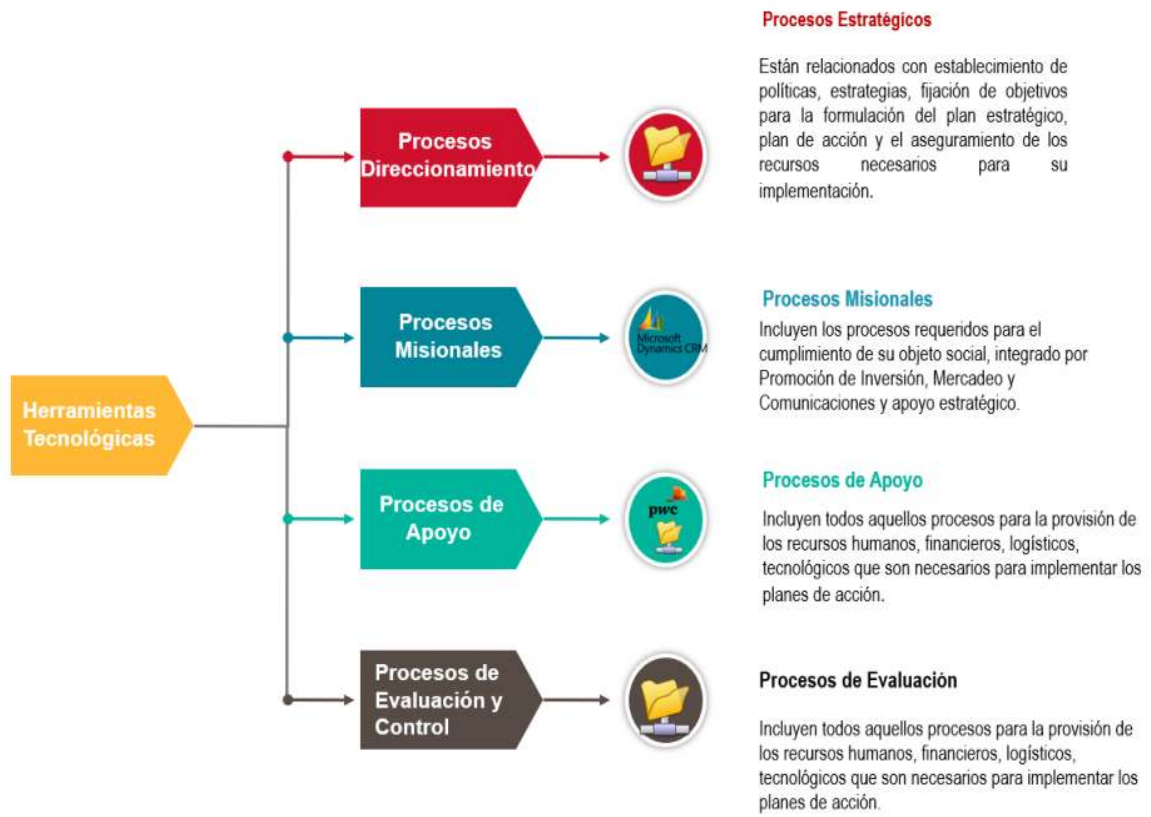 Procesos Estratégicos
Están relacionados con establecimiento de
políticas, estrategias, fijación de objetivos
para la formulación del plan estratégico,
plan de acción y el aseguramiento de los
recursos necesarios para su
implementación.
Procesos
Direccionamiento
Procesos
Misionales
Microsoft
Dynamics CRM
Procesos Misionales
Incluyen los procesos requeridos para el
cumplimiento de su objeto social, integrado por
Promoción de Inversión, Mercadeo y
Comunicaciones y apoyo estratégico.
Herramientas
Tecnológicas
Procesos de
Apoyo
pwc
Procesos de Apoyo
Incluyen todos aquellos procesos para la provisión de
los recursos humanos, financieros, logísticos,
tecnológicos que son necesarios para implementar los
planes de acción.
Procesos de
Evaluación y
Control
Procesos de Evaluación
Incluyen todos aquellos procesos para la provisión de
los recursos humanos, financieros, logísticos,
tecnológicos que son necesarios para implementar los
planes de acción.